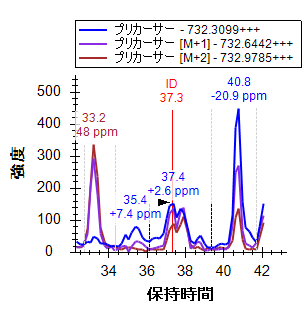 プリカーサー - 732.3099+++
プリカーサー [M+1] - 732.6442+++
プリカーサー [M+2] - 732.9785+++
ID
37.3
40.8
-20.9 ppm
33.2
48 ppm
37.4
+2.6 ppm
35.4
+7.4 ppm
強度
500
400
300
200
100
0
34 36 38 40 42
保持時間